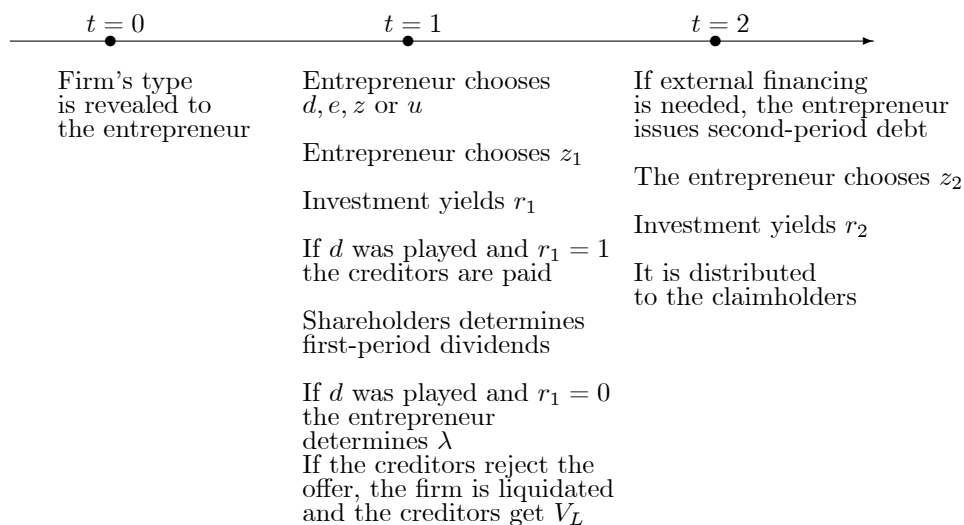 t = 0
t = 1
t = 2
Firm's type
is revealed to
the entrepreneur
Entrepreneur chooses
d, e, z or u
Entrepreneur chooses z₁
Investment yields r₁
If d was played and r₁ = 1
the creditors are paid
Shareholders determines
first-period dividends
If d was played and r₁ = 0
the entrepreneur
determines λ
If the creditors reject the
offer, the firm is liquidated
and the creditors get V_L
If external financing
is needed, the entrepreneur
issues second-period debt
The entrepreneur chooses z₂
Investment yields r₂
It is distributed
to the claimholders